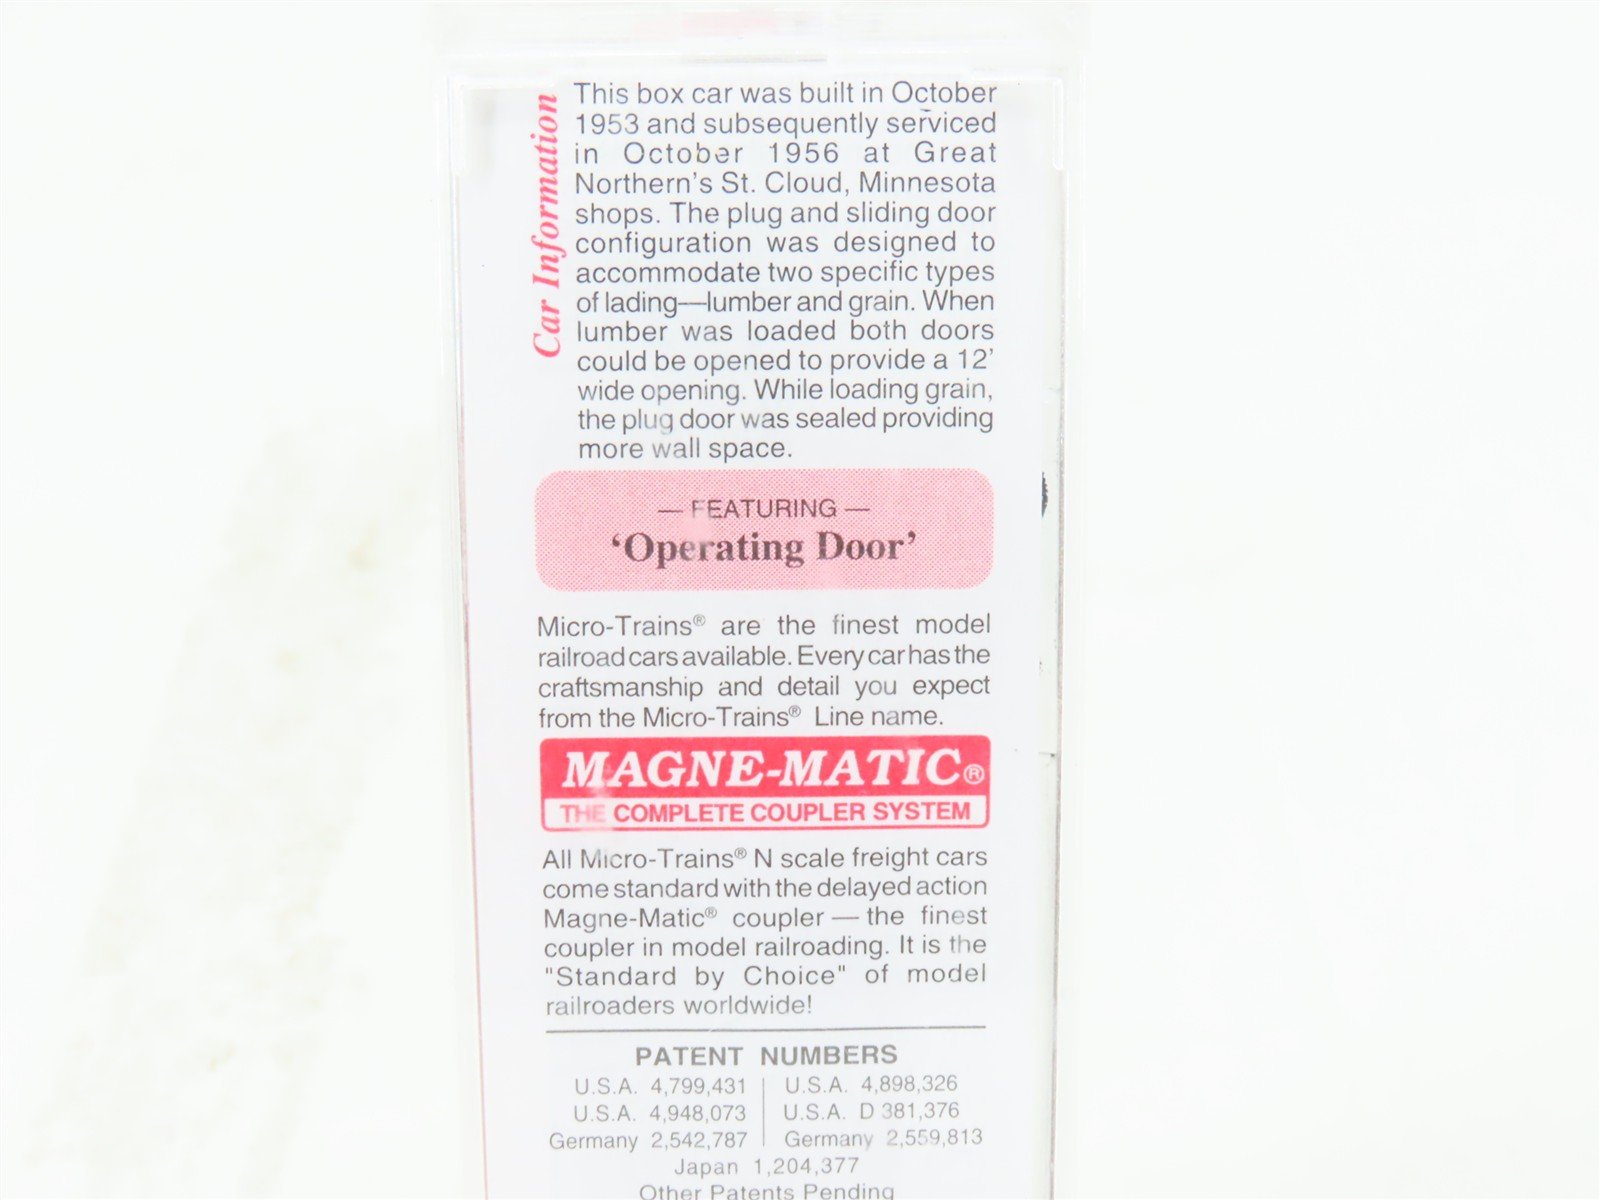 Car Information
This box car was built in October
1953 and subsequently serviced
in October 1956 at Great
Northern's St. Cloud, Minnesota
shops. The plug and sliding door
configuration was designed to
accommodate two specific types
of lading—lumber and grain. When
lumber was loaded both doors
could be opened to provide a 12'
wide opening. While loading grain,
the plug door was sealed providing
more wall space.
— FEATURING —
'Operating Door'
Micro-Trains® are the finest model
railroad cars available. Every car has the
craftsmanship and detail you expect
from the Micro-Trains® Line name.
MAGNE-MATIC®
THE COMPLETE COUPLER SYSTEM
All Micro-Trains® N scale freight cars
come standard with the delayed action
Magne-Matic® coupler — the finest
coupler in model railroading. It is the
"Standard by Choice" of model
railroaders worldwide!
PATENT NUMBERS
U.S.A. 4,799,431 | U.S.A. 4,898,326
U.S.A. 4,948,073 | U.S.A. D 381,376
Germany 2,542,787 | Germany 2,559,813
Japan 1,204,377
Other Patents Pending